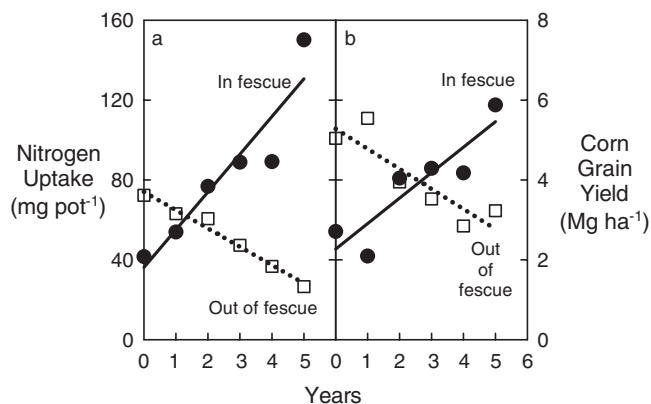 160
120
80
40
0
Nitrogen
Uptake
(mg pot⁻¹)
a
In fescue
Out of fescue
0 1 2 3 4 5
b
In fescue
Out
of
fescue
0 1 2 3 4 5 6
8
6
4
2
0
Corn
Grain
Yield
(Mg ha⁻¹)
Years